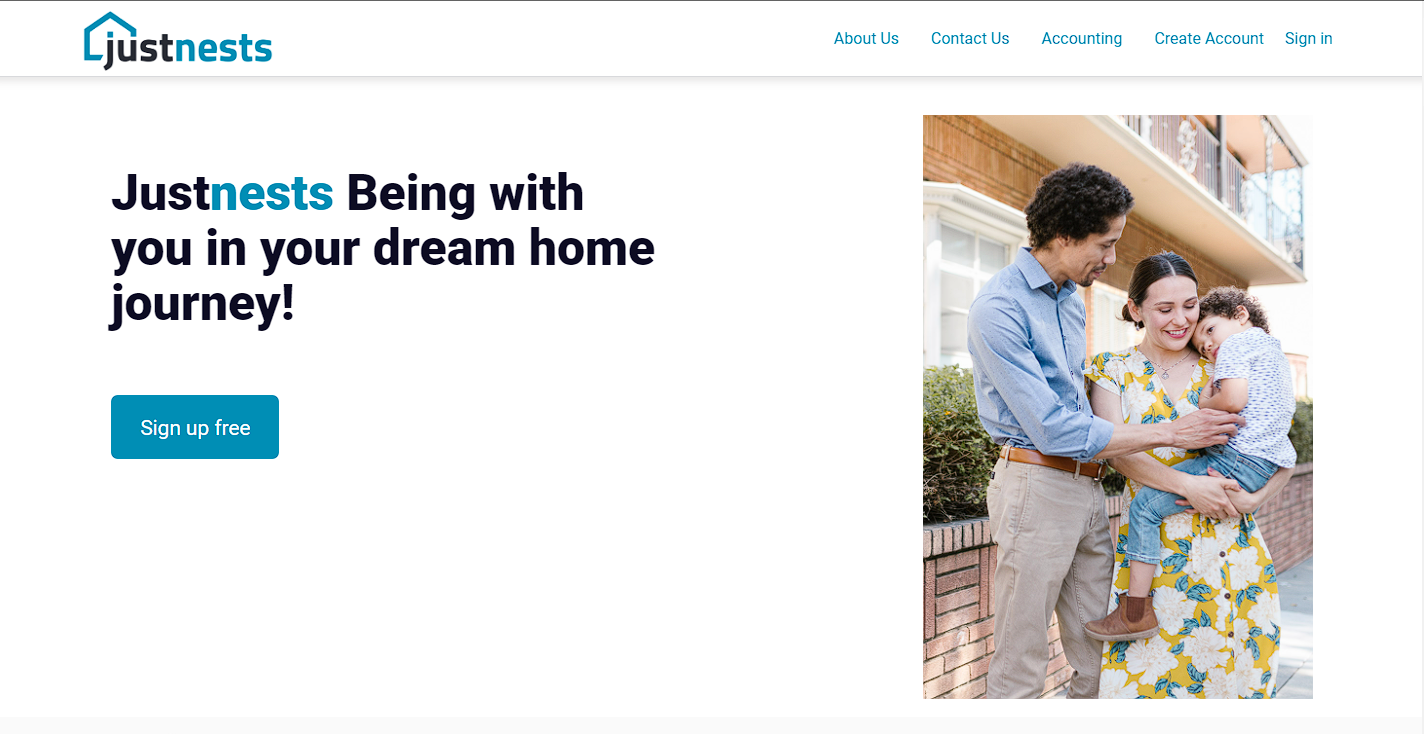 justnests
About Us Contact Us Accounting Create Account Sign in
Justnests Being with
you in your dream home
journey!
Sign up free